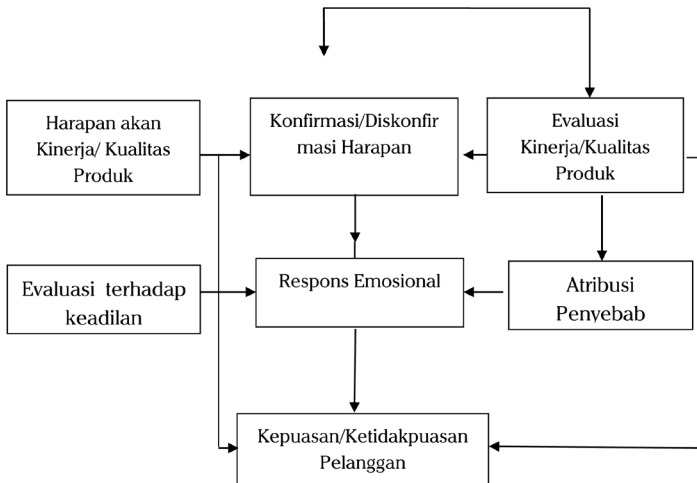 Harapan akan
Kinerja/ Kualitas
Produk
Konfirmasi/Diskonfir
masi Harapan
Evaluasi
Kinerja/Kualitas
Produk
Evaluasi terhadap
keadilan
Respons Emosional
Atribusi
Penyebab
Kepuasan/Ketidakpuasan
Pelanggan